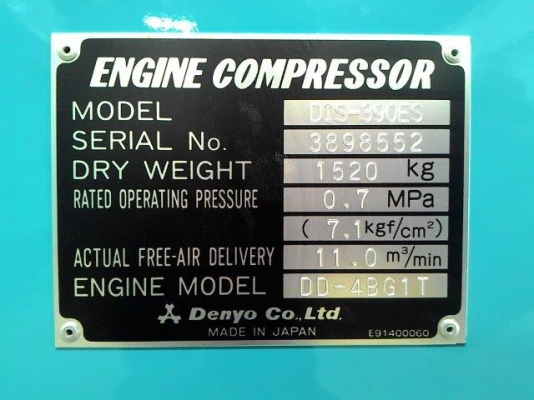 ENGINE COMPRESSOR
MODEL DIS-390ES
SERIAL No. 3898552
DRY WEIGHT 1520 kg
RATED OPERATING PRESSURE 0.7 MPa
( 7.1 kgf/cm²)
ACTUAL FREE-AIR DELIVERY 11.0 m³/min
ENGINE MODEL DD-4BG1T
Denyo Co.,Ltd.
MADE IN JAPAN E91400060